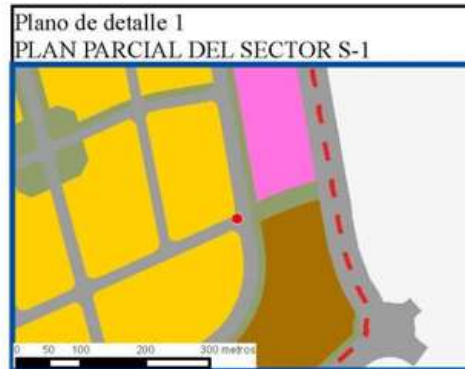 Plano de detalle 1
PLAN PARCIAL DEL SECTOR S-1
0 50 100 200 300 metros